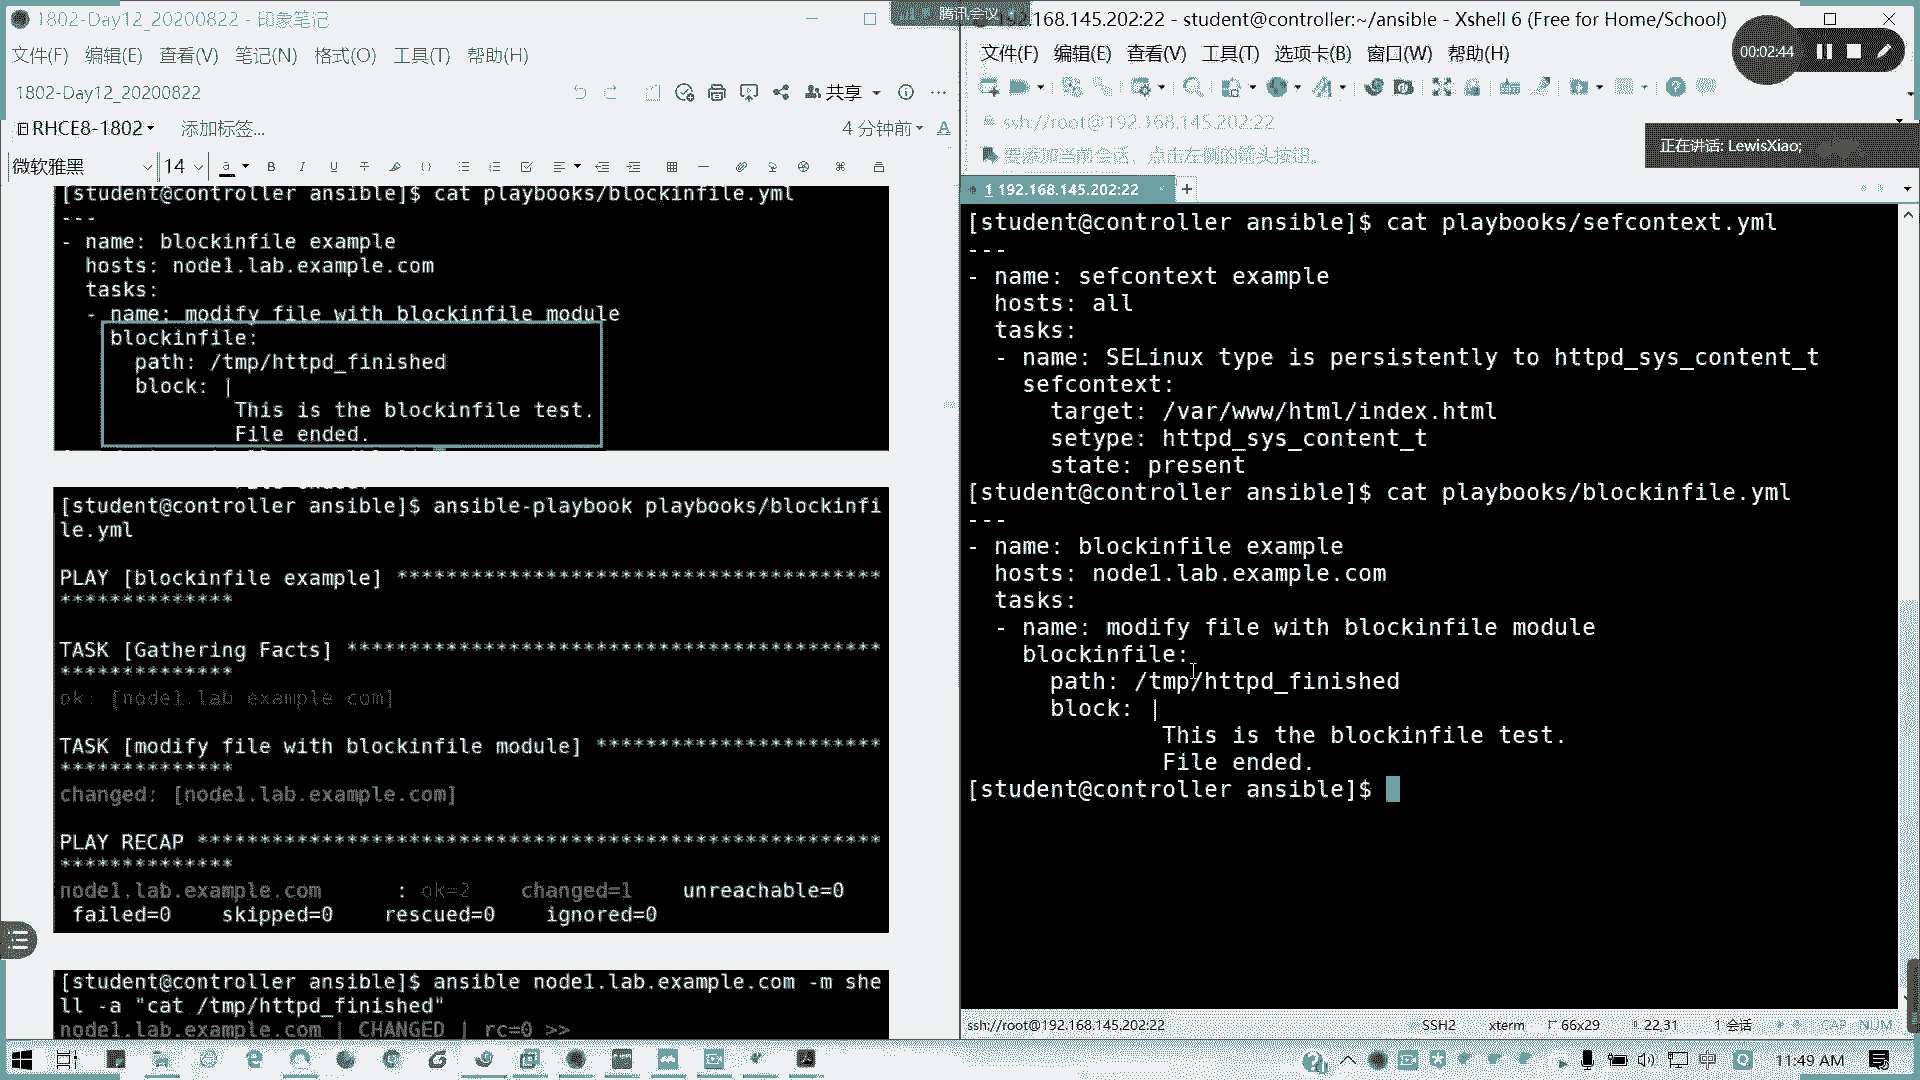 1802-Day12_20200822 - 印象笔记
文件(F) 编辑(E) 查看(V) 笔记(N) 格式(O) 工具(T) 帮助(H)
1802-Day12_20200822
共享
RHCE8-1802
添加标签...
4 分钟前
微软雅黑
14
[student@controller ansible]$ cat playbooks/blockinfile.yml
---
- name: blockinfile example
  hosts: node1.lab.example.com
  tasks:
  - name: modify file with blockinfile module
    blockinfile:
      path: /tmp/httpd_finished
      block: |
              This is the blockinfile test.
              File ended.
[student@controller ansible]$ ansible-playbook playbooks/blockinfi
le.yml
PLAY [blockinfile example] ***************************************
**************
TASK [Gathering Facts] *******************************************
**************
ok: [node1.lab.example.com]
TASK [modify file with blockinfile module] ***********************
**************
changed: [node1.lab.example.com]
PLAY RECAP *******************************************************
**************
node1.lab.example.com      : ok=2    changed=1    unreachable=0
 failed=0    skipped=0    rescued=0    ignored=0
[student@controller ansible]$ ansible node1.lab.example.com -m she
ll -a "cat /tmp/httpd_finished"
node1.lab.example.com | CHANGED | rc=0 >>
腾讯会议
192.168.145.202:22 - student@controller:~/ansible - Xshell 6 (Free for Home/School)
文件(F) 编辑(E) 查看(V) 工具(T) 选项卡(B) 窗口(W) 帮助(H)
00:02:44
ssh://root@192.168.145.202:22
要添加当前会话，点击左侧的箭头按钮。
正在讲话: LewisXiao;
1 192.168.145.202:22
[student@controller ansible]$ cat playbooks/sefcontext.yml
---
- name: sefcontext example
  hosts: all
  tasks:
  - name: SELinux type is persistently to httpd_sys_content_t
    sefcontext:
      target: /var/www/html/index.html
      setype: httpd_sys_content_t
      state: present
[student@controller ansible]$ cat playbooks/blockinfile.yml
---
- name: blockinfile example
  hosts: node1.lab.example.com
  tasks:
  - name: modify file with blockinfile module
    blockinfile:
      path: /tmp/httpd_finished
      block: |
              This is the blockinfile test.
              File ended.
[student@controller ansible]$
ssh://root@192.168.145.202:22
SSH2
xterm
66x29
22,31
1 会话
CAP NUM
中
11:49 AM